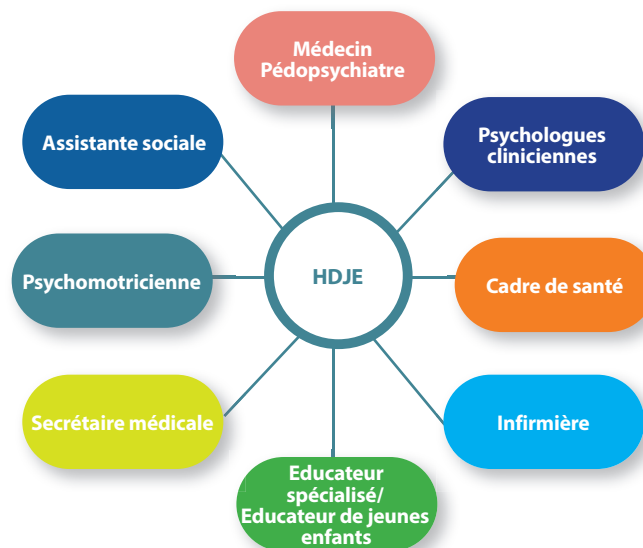 Médecin
Pédopsychiatre
Assistante sociale
Psychologues
cliniciennes
Psychomotricienne
HDJE
Cadre de santé
Secrétaire médicale
Infirmière
Educateur
spécialisé/
Educateur de jeunes
enfants